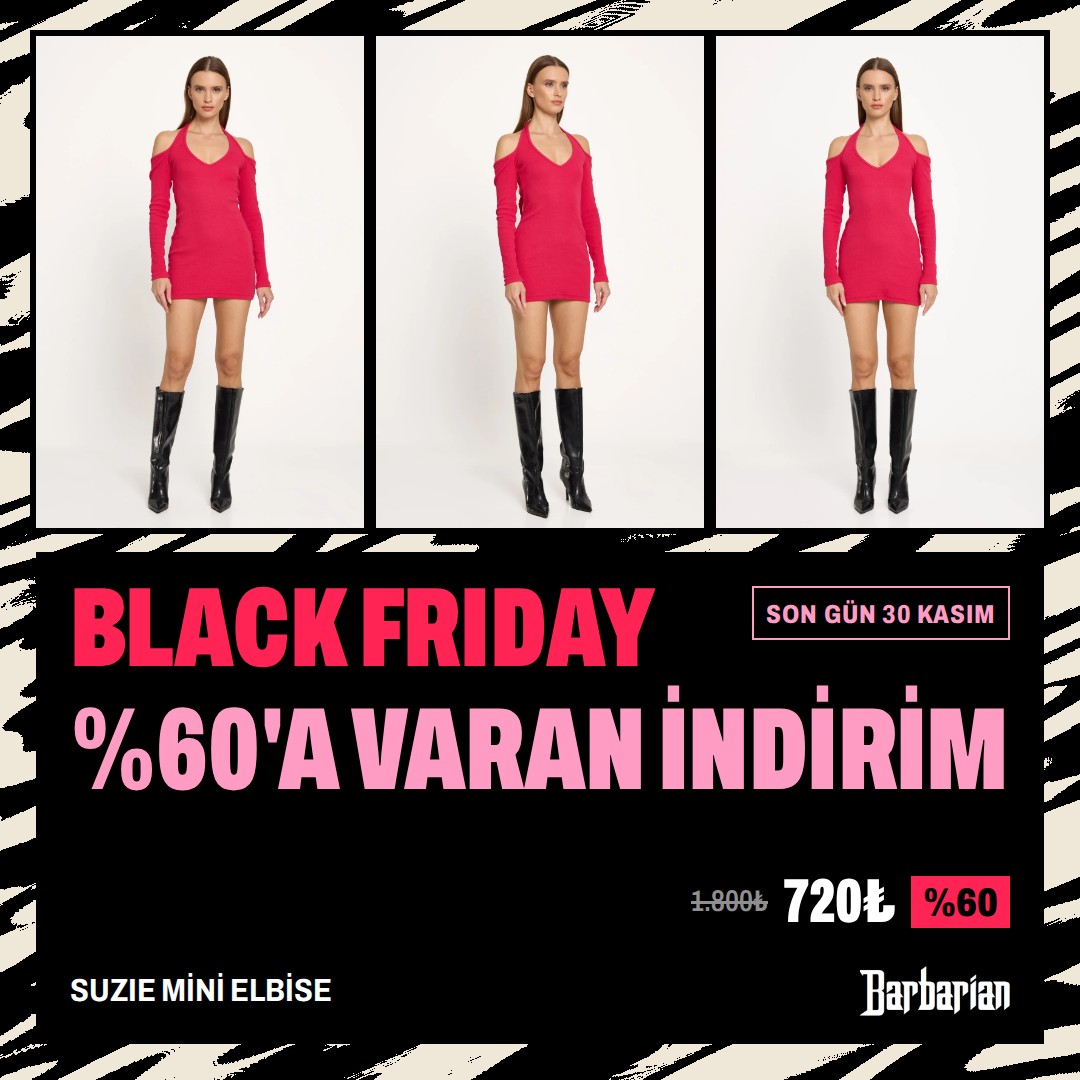 BLACK FRIDAY
SON GÜN 30 KASIM
%60'A VARAN İNDİRİM
1.800₺ 720₺ %60
SUZIE MİNİ ELBİSE
Barbarian